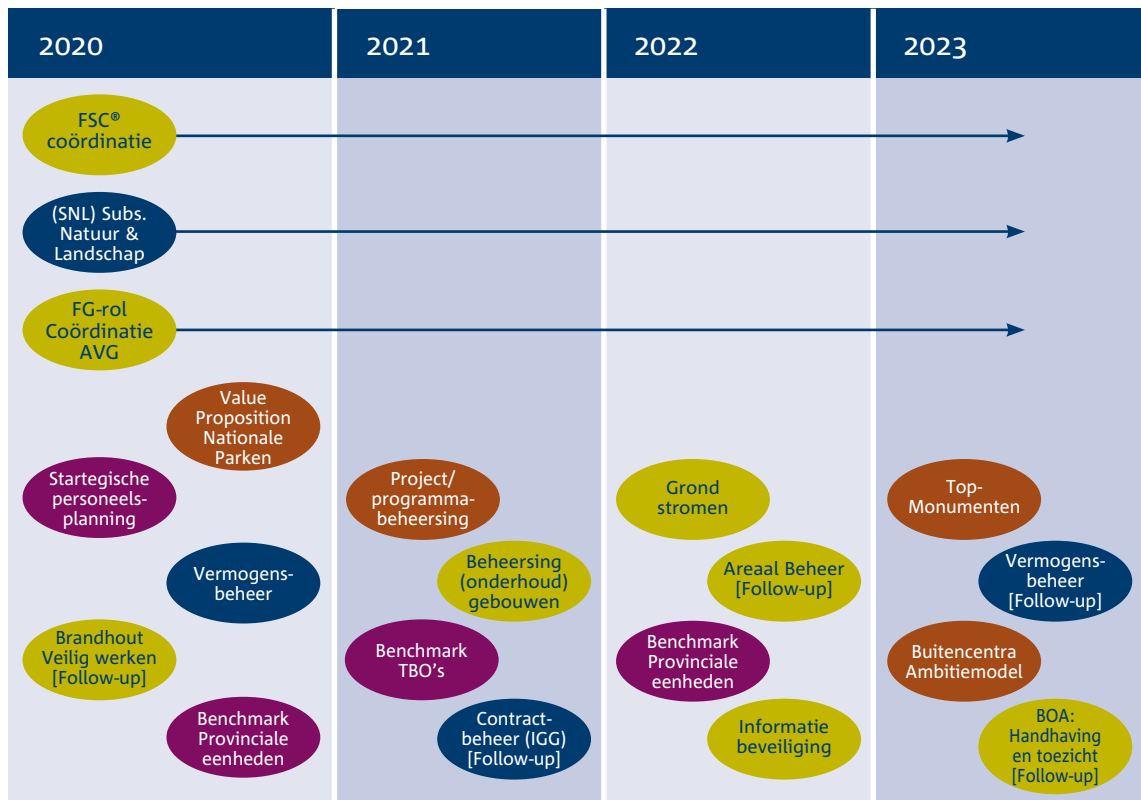 2020
2021
2022
2023
FSC®
coördinatie
(SNL) Subs.
Natuur &
Landschap
FG-rol
Coördinatie
AVG
Value
Proposition
Nationale
Parken
Startegische
personeels-
planning
Vermogens-
beheer
Brandhout
Veilig werken
[Follow-up]
Benchmark
Provinciale
eenheden
Project/
programma-
beheersing
Beheersing
(onderhoud)
gebouwen
Benchmark
TBO's
Contract-
beheer (IGG)
[Follow-up]
Grond
stromen
Areaal Beheer
[Follow-up]
Benchmark
Provinciale
eenheden
Informatie
beveiliging
Top-
Monumenten
Vermogens-
beheer
[Follow-up]
Buitencentra
Ambitiemodel
BOA:
Handhaving
en toezicht
[Follow-up]